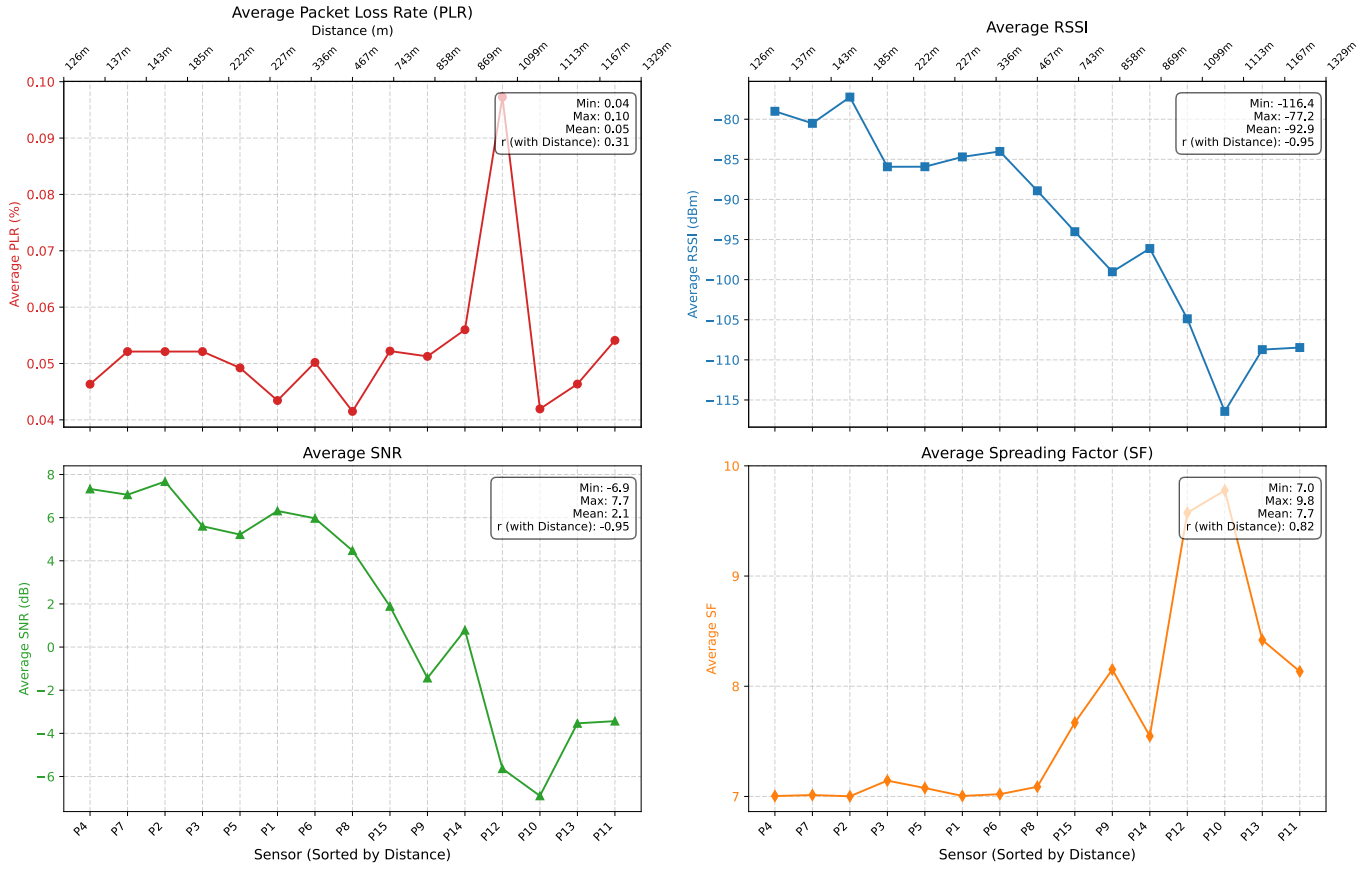 Average Packet Loss Rate (PLR)
Distance (m)
126m 137m 143m 185m 222m 227m 336m 467m 743m 858m 869m 1099m 1113m 1167m 1329m
0.10
0.09
0.08
0.07
0.06
0.05
0.04
Average PLR (%)
Min: 0.04
Max: 0.10
Mean: 0.05
r (with Distance): 0.31
Average RSSI
126m 137m 143m 185m 222m 227m 336m 467m 743m 858m 869m 1099m 1113m 1167m 1329m
−80
−85
−90
−95
−100
−105
−110
−115
Average RSSI (dBm)
Min: -116.4
Max: -77.2
Mean: -92.9
r (with Distance): -0.95
Average SNR
8
6
4
2
0
−2
−4
−6
Average SNR (dB)
Min: -6.9
Max: 7.7
Mean: 2.1
r (with Distance): -0.95
P4 P7 P2 P3 P5 P1 P6 P8 P15 P9 P14 P12 P10 P13 P11
Sensor (Sorted by Distance)
Average Spreading Factor (SF)
10
9
8
7
Average SF
Min: 7.0
Max: 9.8
Mean: 7.7
r (with Distance): 0.82
P4 P7 P2 P3 P5 P1 P6 P8 P15 P9 P14 P12 P10 P13 P11
Sensor (Sorted by Distance)